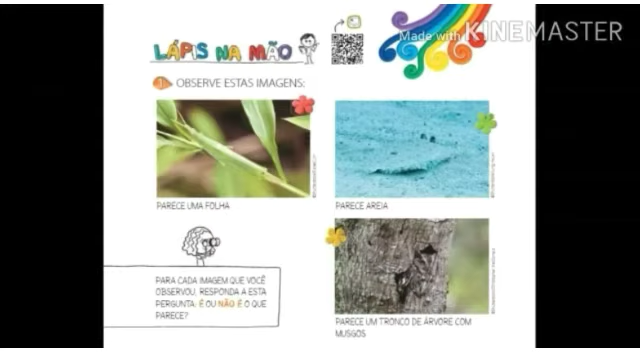 Made with KINEMASTER
LÁPIS NA MÃO
1 OBSERVE ESTAS IMAGENS:
PARECE UMA FOLHA
PARECE AREIA
PARA CADA IMAGEM QUE VOCÊ
OBSERVOU, RESPONDA A ESTA
PERGUNTA: É OU NÃO É O QUE
PARECE?
PARECE UM TRONCO DE ÁRVORE COM
MUSGOS